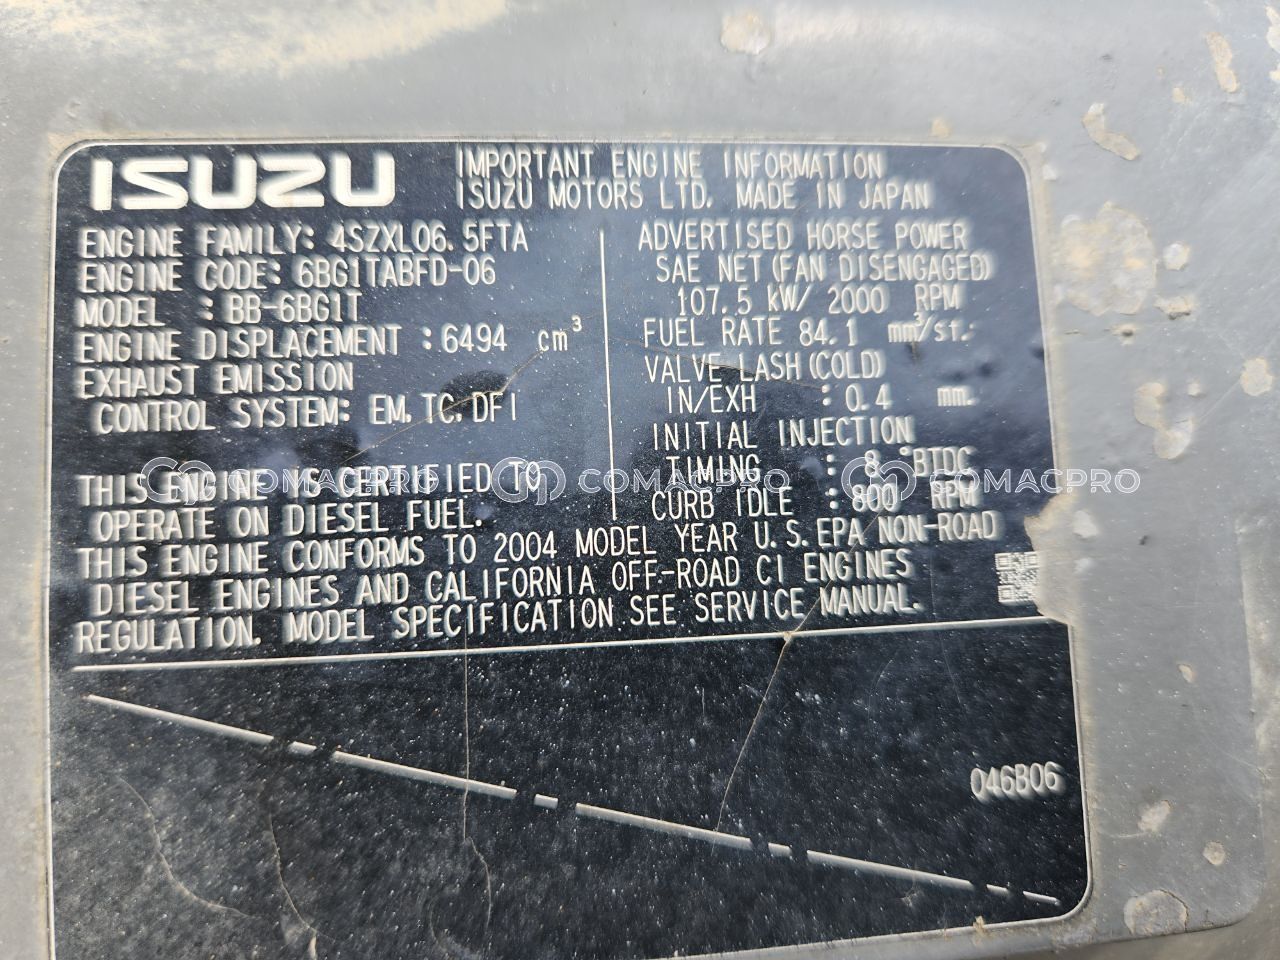 ISUZU
IMPORTANT ENGINE INFORMATION
ISUZU MOTORS LTD. MADE IN JAPAN
ENGINE FAMILY: 4SZXL06.5FTA
ENGINE CODE: 6BG1TABFD-06
MODEL : BB-6BG1T
ENGINE DISPLACEMENT : 6494 cm³
EXHAUST EMISSION
CONTROL SYSTEM: EM,TC,DFI
ADVERTISED HORSE POWER
SAE NET (FAN DISENGAGED)
107.5 kW/ 2000 RPM
FUEL RATE 84.1 mm³/st.
VALVE LASH(COLD)
IN/EXH : 0.4 mm.
INITIAL INJECTION
TIMING : 8 °BTDC
CURB IDLE : 800 RPM
THIS ENGINE IS CERTIFIED TO
OPERATE ON DIESEL FUEL.
THIS ENGINE CONFORMS TO 2004 MODEL YEAR U.S.EPA NON-ROAD
DIESEL ENGINES AND CALIFORNIA OFF-ROAD CI ENGINES
REGULATION. MODEL SPECIFICATION SEE SERVICE MANUAL.
046B06
COMACPRO COMACPRO COMACPRO